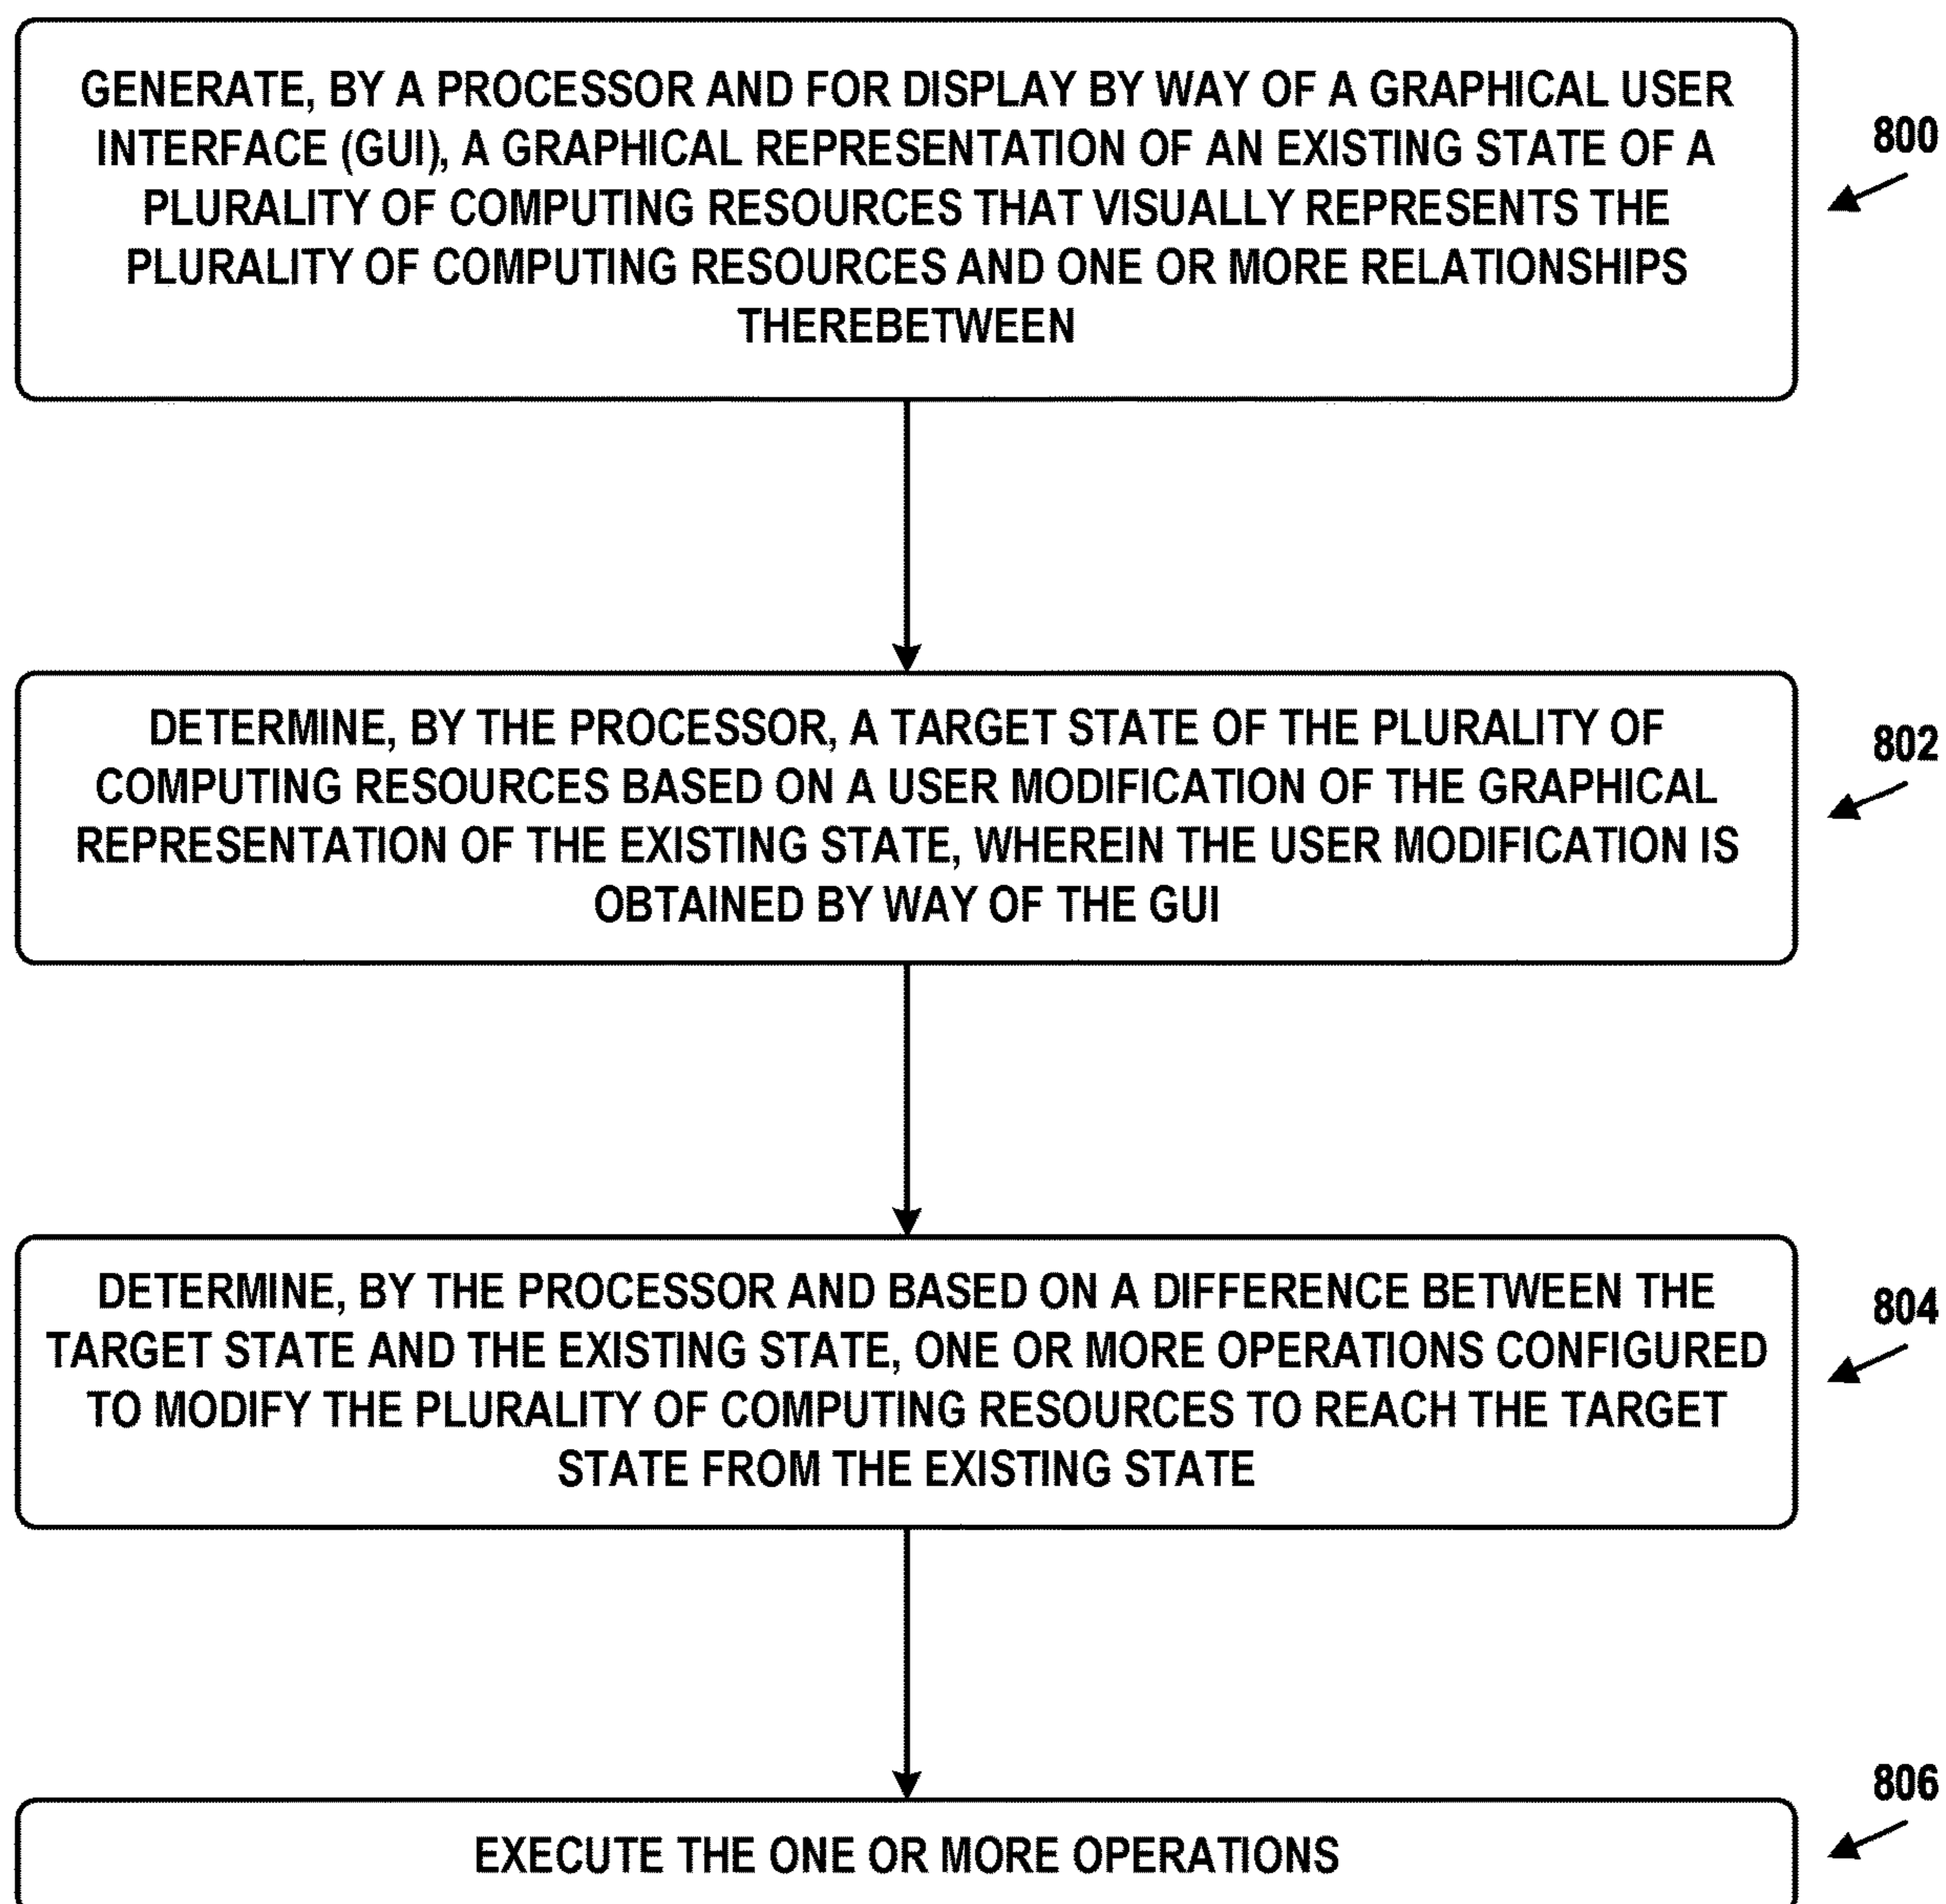 GENERATE, BY A PROCESSOR AND FOR DISPLAY BY WAY OF A GRAPHICAL USER
INTERFACE (GUI), A GRAPHICAL REPRESENTATION OF AN EXISTING STATE OF A
PLURALITY OF COMPUTING RESOURCES THAT VISUALLY REPRESENTS THE
PLURALITY OF COMPUTING RESOURCES AND ONE OR MORE RELATIONSHIPS
THEREBETWEEN
800
DETERMINE, BY THE PROCESSOR, A TARGET STATE OF THE PLURALITY OF
COMPUTING RESOURCES BASED ON A USER MODIFICATION OF THE GRAPHICAL
REPRESENTATION OF THE EXISTING STATE, WHEREIN THE USER MODIFICATION IS
OBTAINED BY WAY OF THE GUI
802
DETERMINE, BY THE PROCESSOR AND BASED ON A DIFFERENCE BETWEEN THE
TARGET STATE AND THE EXISTING STATE, ONE OR MORE OPERATIONS CONFIGURED
TO MODIFY THE PLURALITY OF COMPUTING RESOURCES TO REACH THE TARGET
STATE FROM THE EXISTING STATE
804
EXECUTE THE ONE OR MORE OPERATIONS
806